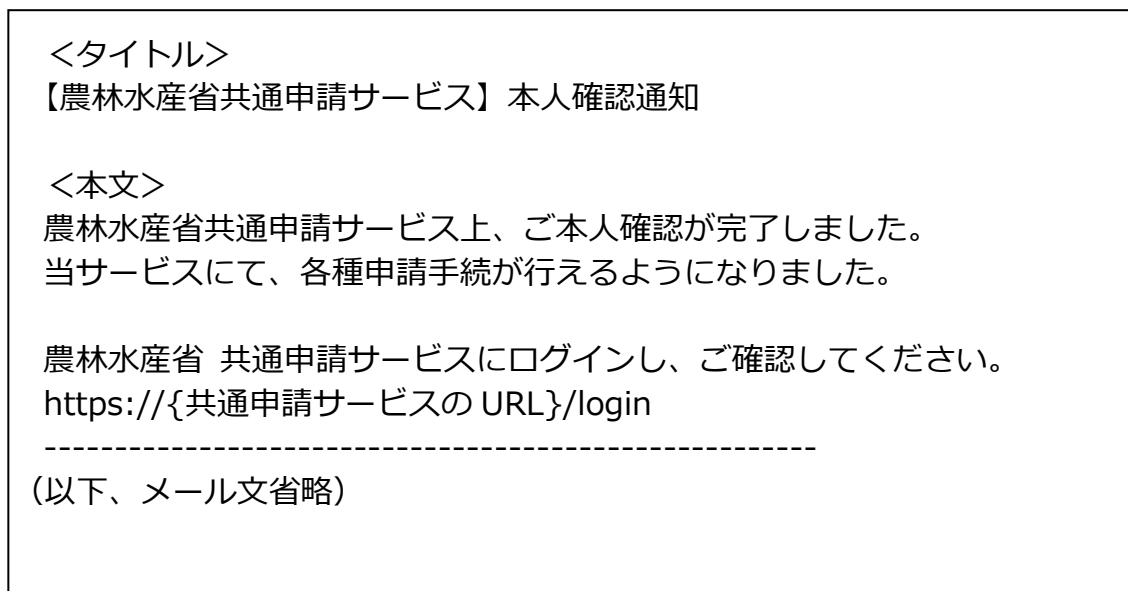 ＜タイトル＞
【農林水産省共通申請サービス】本人確認通知
＜本文＞
農林水産省共通申請サービス上、ご本人確認が完了しました。
当サービスにて、各種申請手続が行えるようになりました。
農林水産省 共通申請サービスにログインし、ご確認してください。
https://{共通申請サービスの URL}/login
-------------------------------------------------------
（以下、メール文省略）